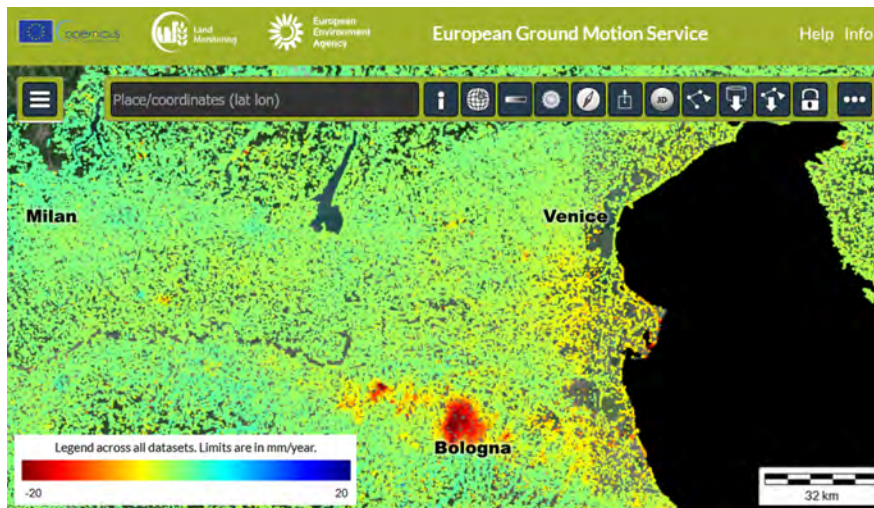 Copernicus
Land
Monitoring
European
Environment
Agency
European Ground Motion Service
Help Info
Place/coordinates (lat lon)
3D
Milan
Venice
Bologna
Legend across all datasets. Limits are in mm/year.
-20
20
32 km